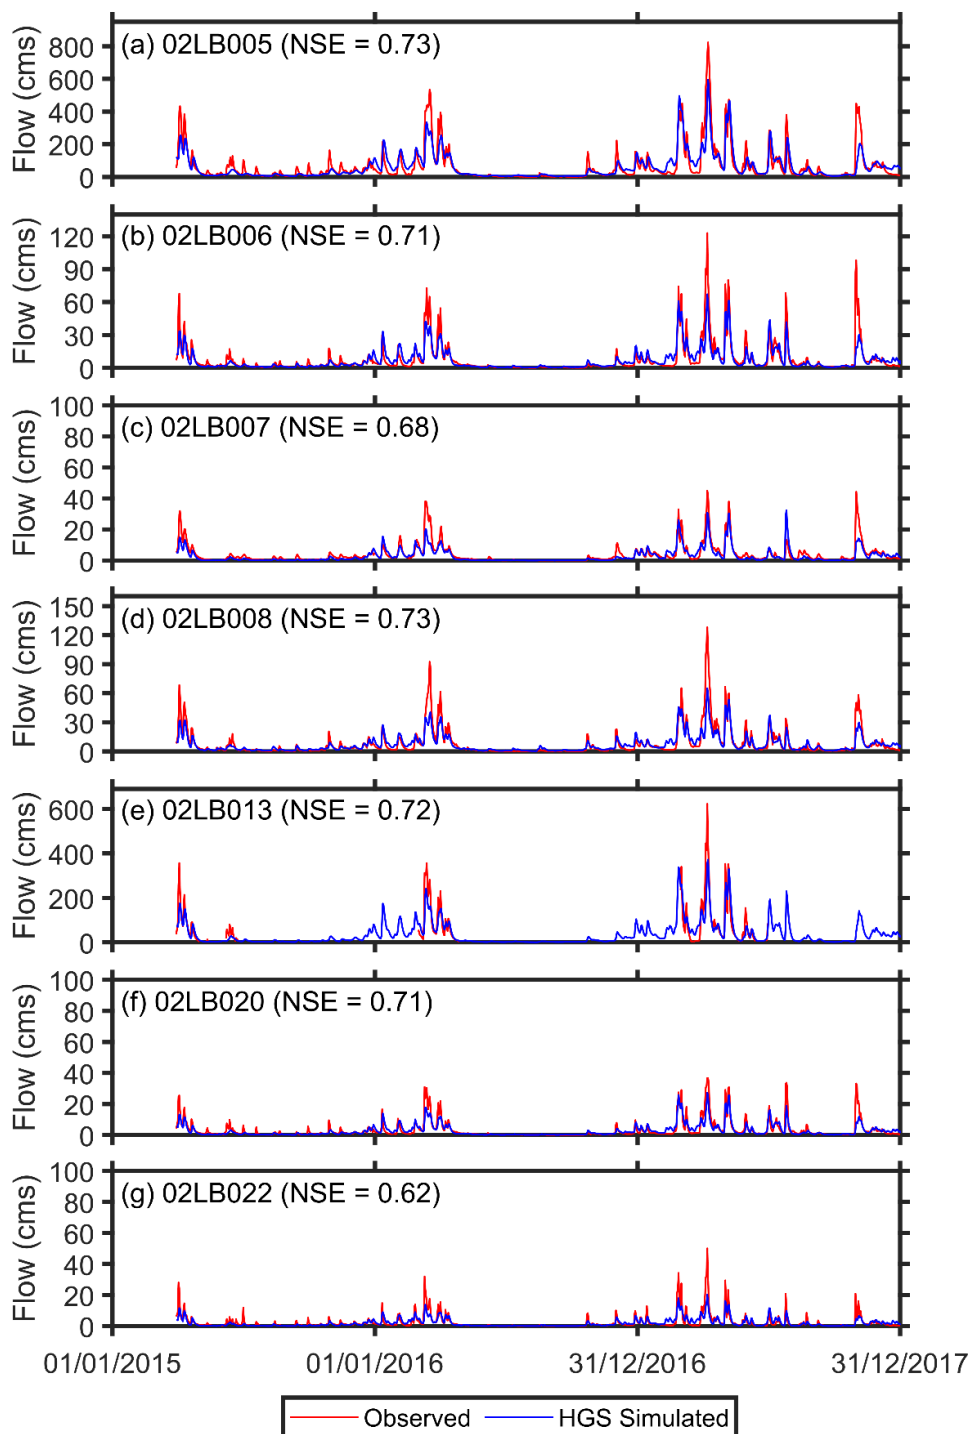 (a) 02LB005 (NSE = 0.73)
Flow (cms)
800
600
400
200
0
(b) 02LB006 (NSE = 0.71)
Flow (cms)
120
90
60
30
0
(c) 02LB007 (NSE = 0.68)
Flow (cms)
100
80
60
40
20
0
(d) 02LB008 (NSE = 0.73)
Flow (cms)
150
120
90
60
30
0
(e) 02LB013 (NSE = 0.72)
Flow (cms)
600
400
200
0
(f) 02LB020 (NSE = 0.71)
Flow (cms)
100
80
60
40
20
0
(g) 02LB022 (NSE = 0.62)
Flow (cms)
100
80
60
40
20
0
01/01/2015 01/01/2016 31/12/2016 31/12/2017
Observed HGS Simulated